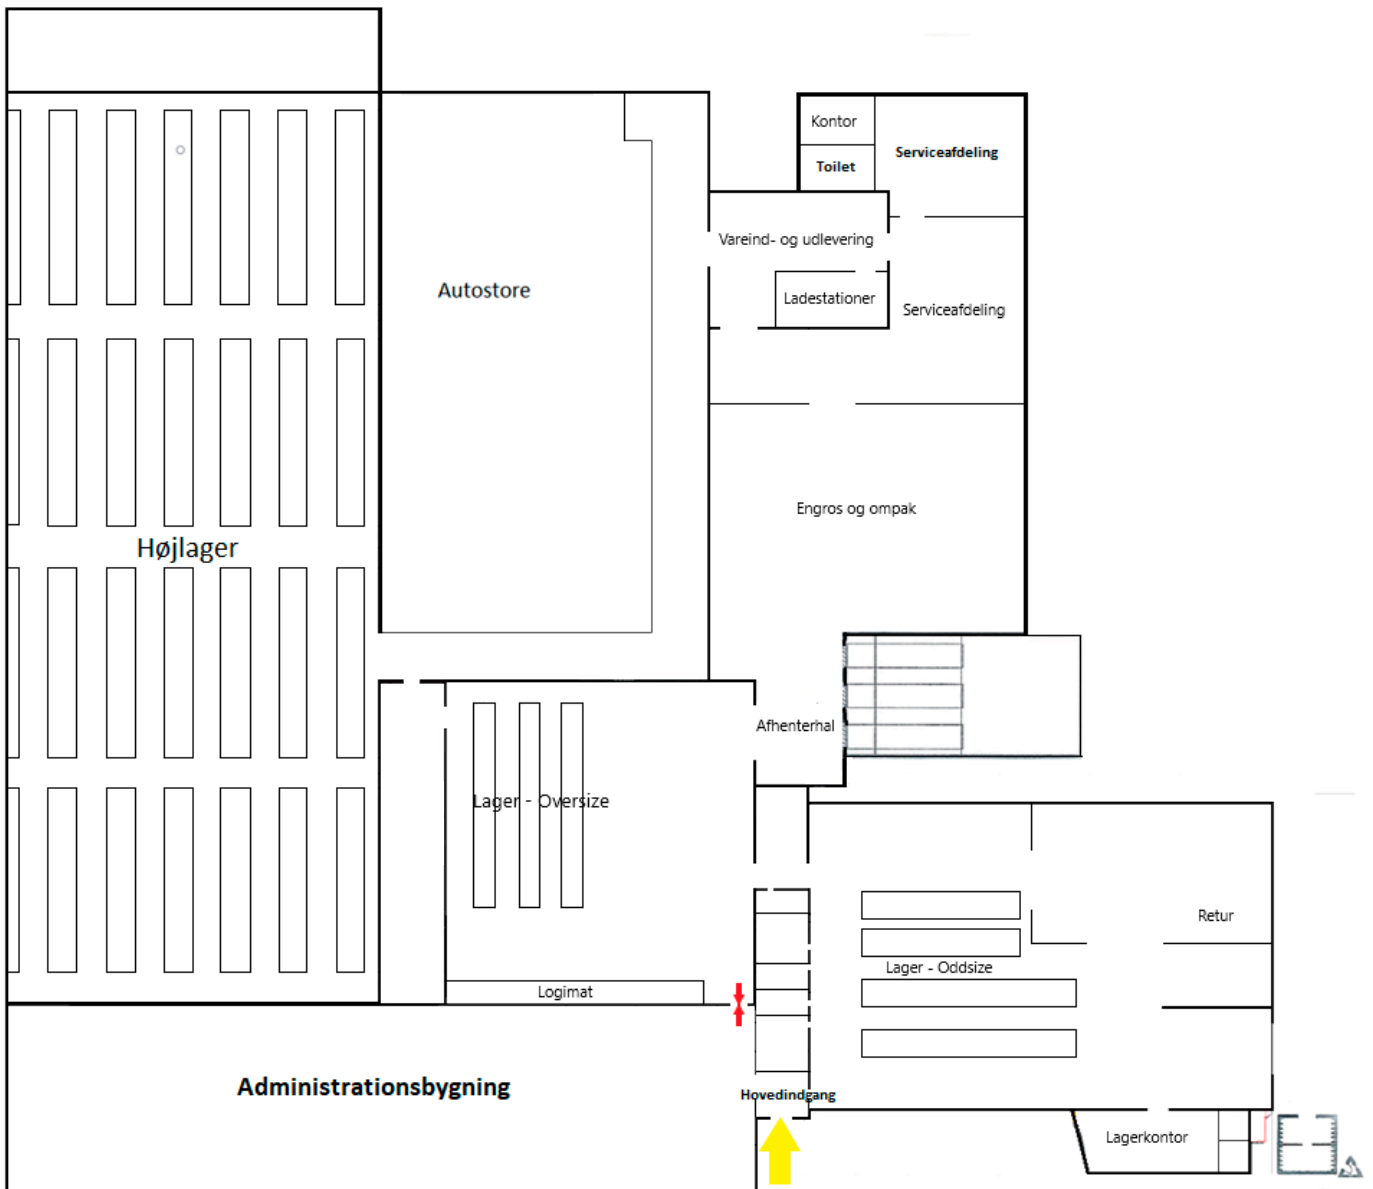 Kontor
Toilet
Serviceafdeling
Vareind- og udlevering
Ladestationer
Serviceafdeling
Autostore
Engros og ompak
Højlager
Afhenterhal
Lager - Oversize
Retur
Lager - Oddsize
Logimat
Administrationsbygning
Hovedindgang
Lagerkontor